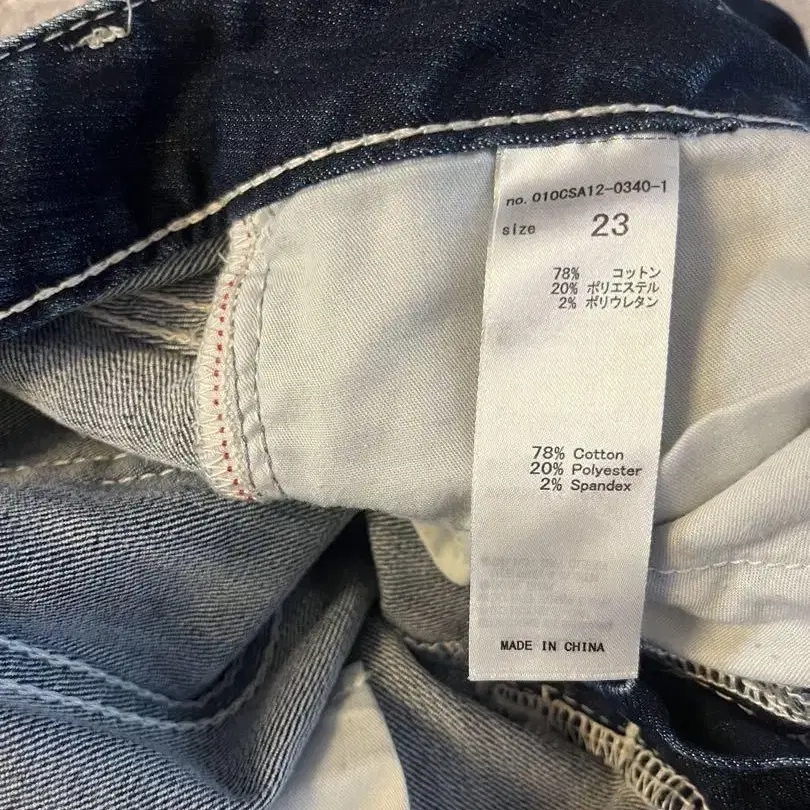 no. 010CSA12-0340-1
size 23
78% コットン
20% ポリエステル
2% ポリウレタン
78% Cotton
20% Polyester
2% Spandex
MADE IN CHINA